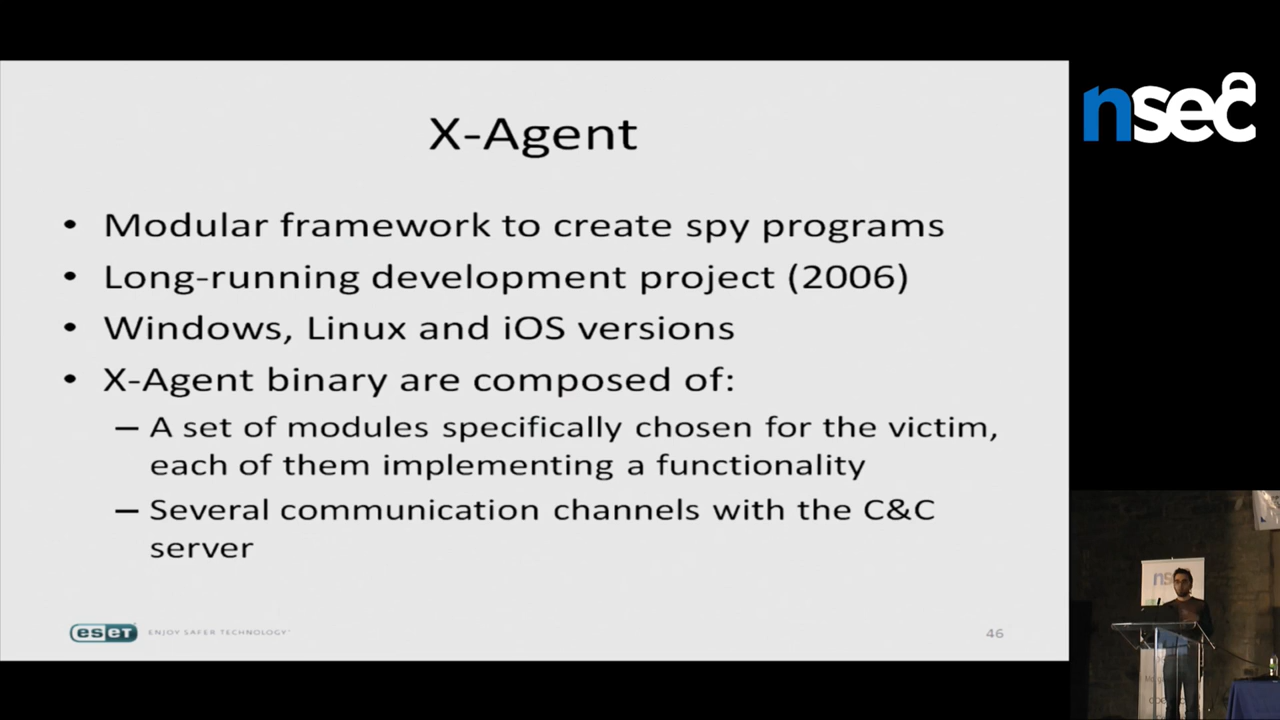 X-Agent
• Modular framework to create spy programs
• Long-running development project (2006)
• Windows, Linux and iOS versions
• X-Agent binary are composed of:
– A set of modules specifically chosen for the victim,
each of them implementing a functionality
– Several communication channels with the C&C
server
eset ENJOY SAFER TECHNOLOGY
46
nsec